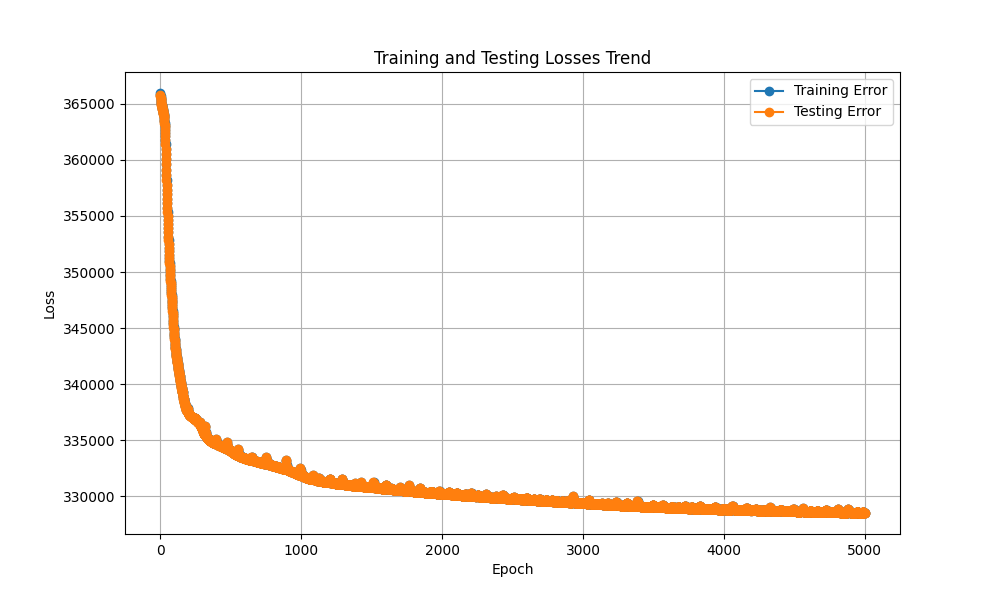 Training and Testing Losses Trend
Training Error
Testing Error
365000
360000
355000
350000
345000
340000
335000
330000
Loss
0 1000 2000 3000 4000 5000
Epoch